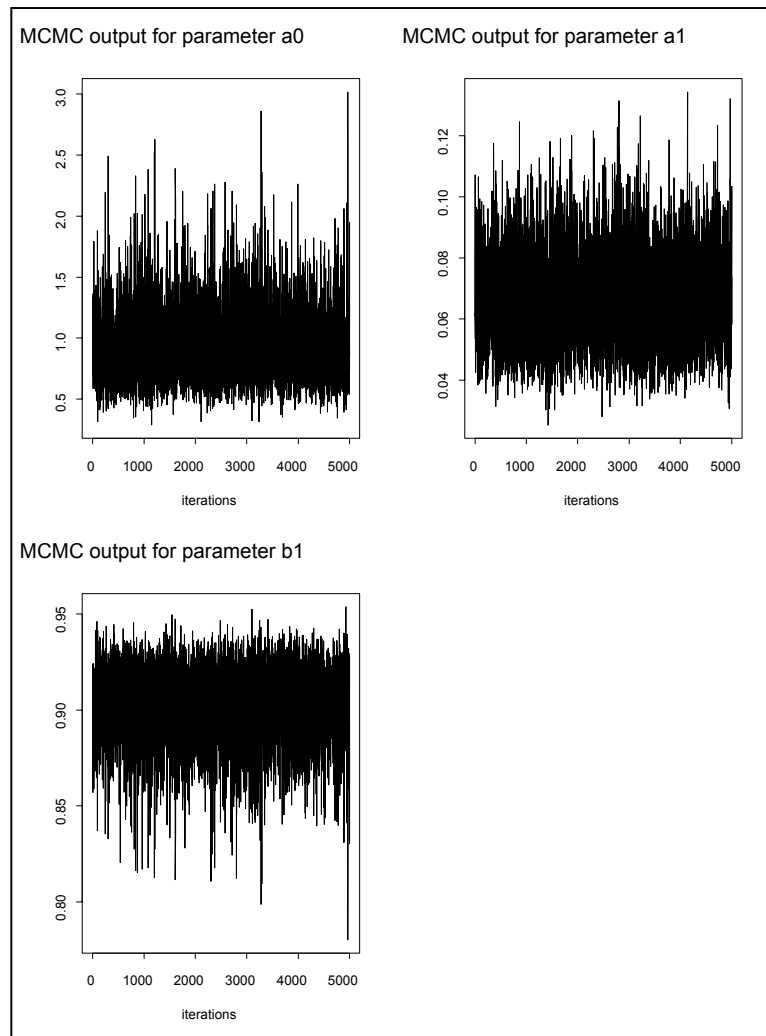 MCMC output for parameter a0
3.0
2.5
2.0
1.5
1.0
0.5
0 1000 2000 3000 4000 5000
iterations
MCMC output for parameter a1
0.12
0.10
0.08
0.06
0.04
0 1000 2000 3000 4000 5000
iterations
MCMC output for parameter b1
0.95
0.90
0.85
0.80
0 1000 2000 3000 4000 5000
iterations